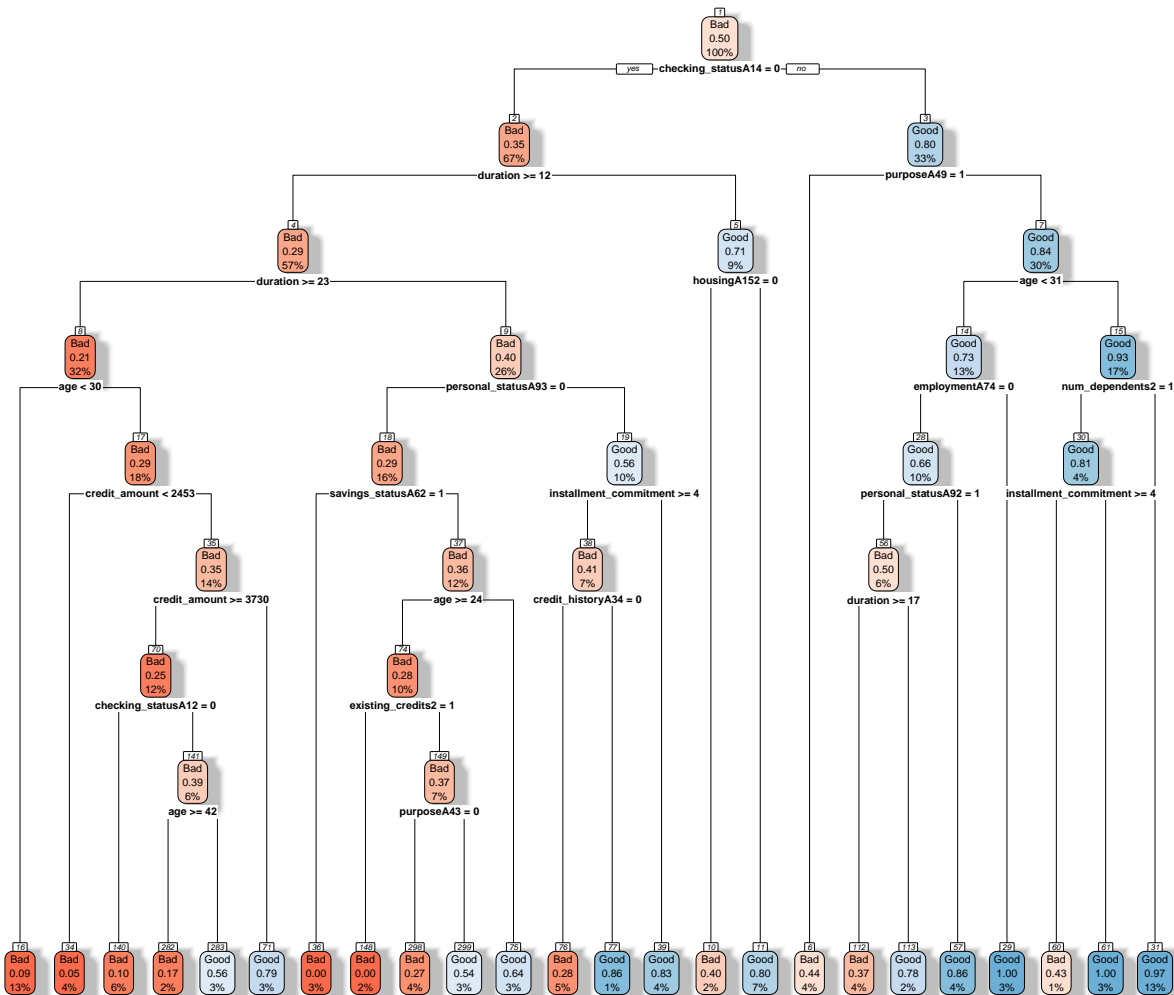 1
Bad
0.50
100%
yes checking_statusA14 = 0 no
2
Bad
0.35
67%
duration >= 12
3
Good
0.80
33%
purposeA49 = 1
4
Bad
0.29
57%
duration >= 23
5
Good
0.71
9%
housingA152 = 0
7
Good
0.84
30%
age < 31
8
Bad
0.21
32%
age < 30
9
Bad
0.40
26%
personal_statusA93 = 0
14
Good
0.73
13%
employmentA74 = 0
15
Good
0.93
17%
num_dependents2 = 1
17
Bad
0.29
18%
credit_amount < 2453
18
Bad
0.29
16%
savings_statusA62 = 1
19
Good
0.56
10%
installment_commitment >= 4
28
Good
0.66
10%
personal_statusA92 = 1
30
Good
0.81
4%
installment_commitment >= 4
35
Bad
0.35
14%
credit_amount >= 3730
37
Bad
0.36
12%
age >= 24
38
Bad
0.41
7%
credit_historyA34 = 0
56
Bad
0.50
6%
duration >= 17
70
Bad
0.25
12%
checking_statusA12 = 0
74
Bad
0.28
10%
existing_credits2 = 1
141
Bad
0.39
6%
age >= 42
149
Bad
0.37
7%
purposeA43 = 0
16
Bad
0.09
13%
34
Bad
0.05
4%
140
Bad
0.10
6%
282
Bad
0.17
2%
283
Good
0.56
3%
71
Good
0.79
3%
36
Bad
0.00
3%
148
Bad
0.00
2%
298
Bad
0.27
4%
299
Good
0.54
3%
75
Good
0.64
3%
76
Bad
0.28
5%
77
Good
0.86
1%
39
Good
0.83
4%
10
Bad
0.40
2%
11
Good
0.80
7%
6
Bad
0.44
4%
112
Bad
0.37
4%
113
Good
0.78
2%
57
Good
0.86
4%
29
Good
1.00
3%
60
Bad
0.43
1%
61
Good
1.00
3%
31
Good
0.97
13%